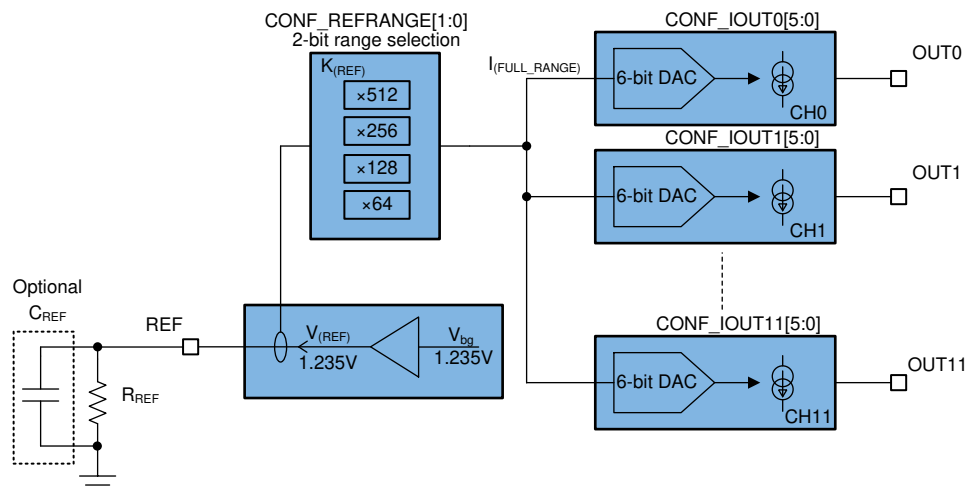 CONF_REFRANGE[1:0]
2-bit range selection
K(REF)
×512
×256
×128
×64
I(FULL_RANGE)
CONF_IOUT0[5:0]
6-bit DAC
CH0
OUT0
CONF_IOUT1[5:0]
6-bit DAC
CH1
OUT1
CONF_IOUT11[5:0]
6-bit DAC
CH11
OUT11
Optional
CREF
RREF
REF
V(REF)
1.235V
Vbg
1.235V